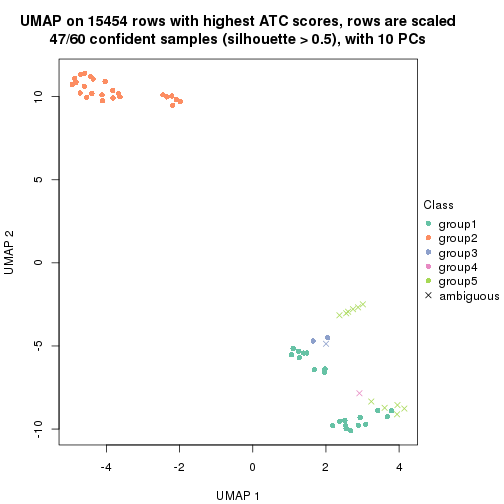 UMAP on 15454 rows with highest ATC scores, rows are scaled
47/60 confident samples (silhouette > 0.5), with 10 PCs
10
5
0
-5
-10
UMAP 2
-4
-2
0
2
4
UMAP 1
Class
group1
group2
group3
group4
group5
ambiguous